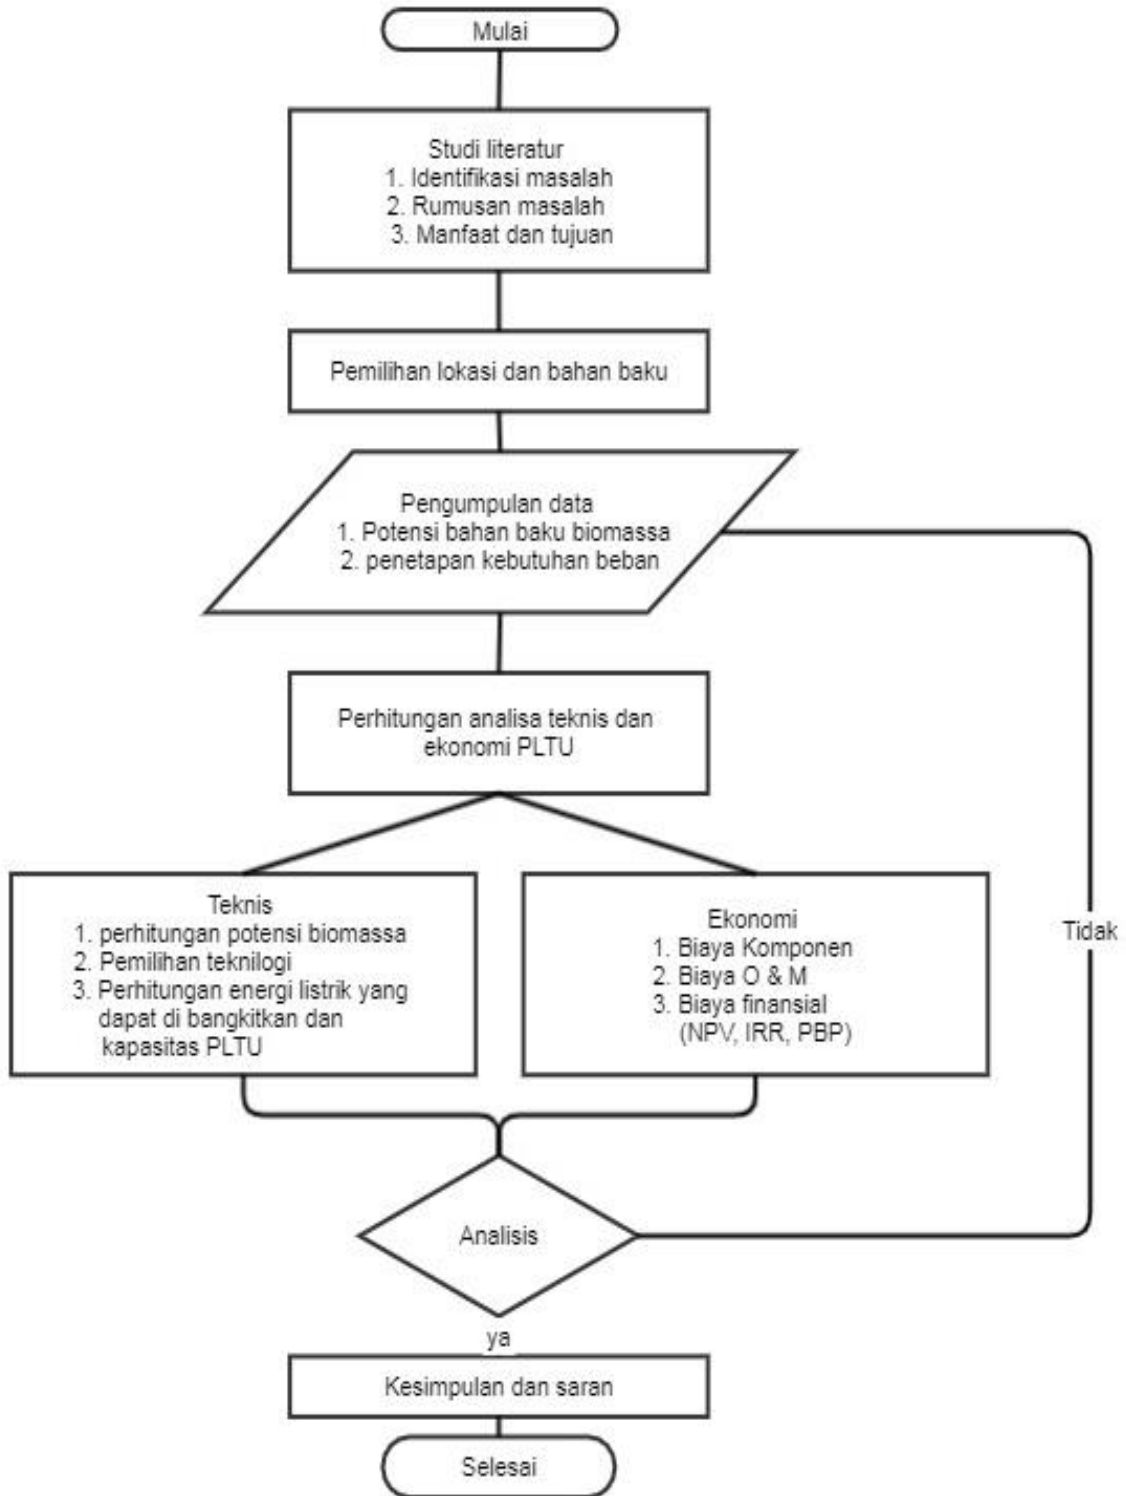 Mulai
Studi literatur
1. Identifikasi masalah
2. Rumusan masalah
3. Manfaat dan tujuan
Pemilihan lokasi dan bahan baku
Pengumpulan data
1. Potensi bahan baku biomassa
2. penetapan kebutuhan beban
Perhitungan analisa teknis dan
ekonomi PLTU
Teknis
1. perhitungan potensi biomassa
2. Pemilihan teknilogi
3. Perhitungan energi listrik yang
dapat di bangkitkan dan
kapasitas PLTU
Ekonomi
1. Biaya Komponen
2. Biaya O & M
3. Biaya finansial
(NPV, IRR, PBP)
Tidak
Analisis
ya
Kesimpulan dan saran
Selesai